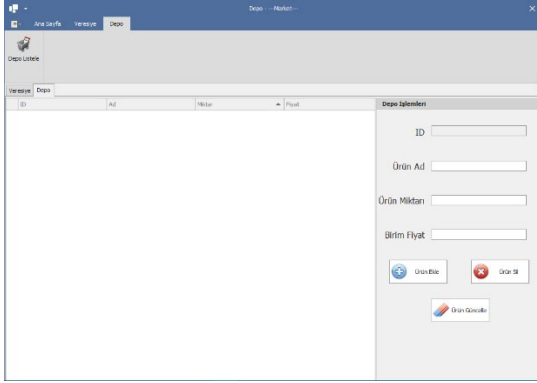 Depo --- Market---
Ana Sayfa Veresiye Depo
Depo Listele
Veresiye Depo
ID Ad Miktar Fiyat
Depo İşlemleri
ID
Ürün Ad
Ürün Miktarı
Birim Fiyat
Ürün Ekle
Ürün Sil
Ürün Güncelle